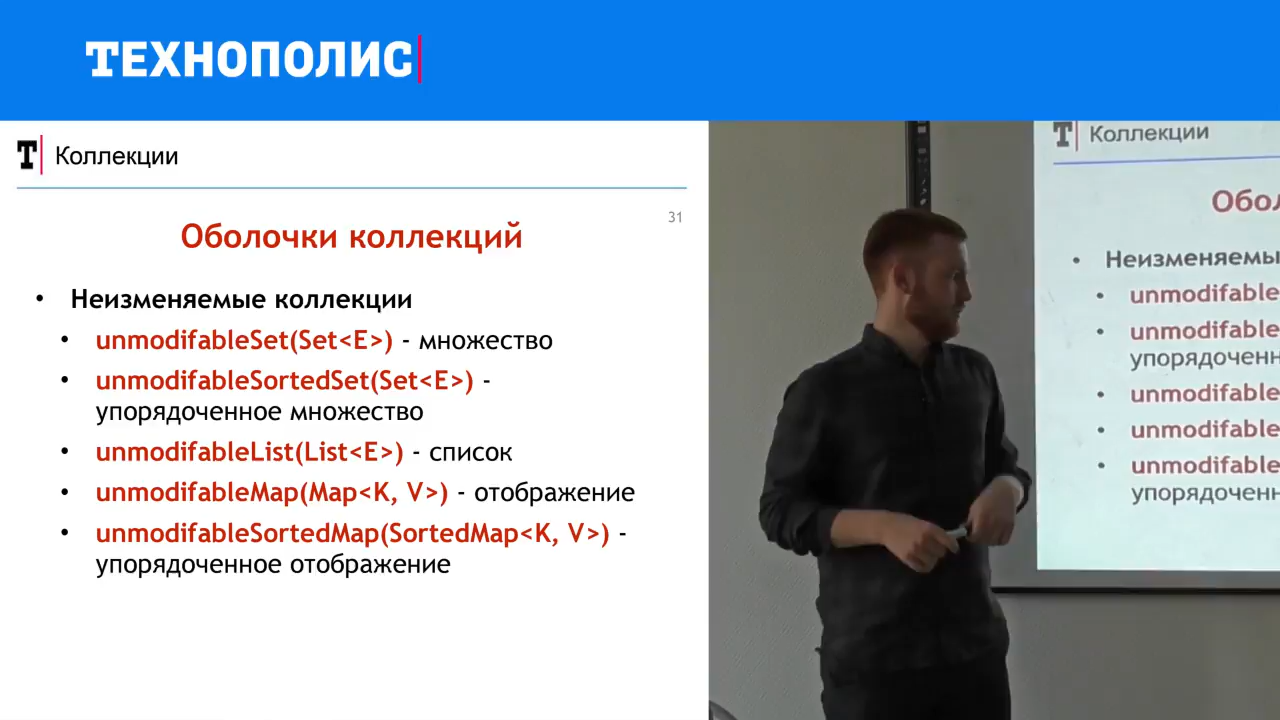 ТЕХНОПОЛИС
Т Коллекции
31
Оболочки коллекций
• Неизменяемые коллекции
• unmodifableSet(Set<E>) - множество
• unmodifableSortedSet(Set<E>) -
упорядоченное множество
• unmodifableList(List<E>) - список
• unmodifableMap(Map<K, V>) - отображение
• unmodifableSortedMap(SortedMap<K, V>) -
упорядоченное отображение
Т Коллекции
Обол
• Неизменяемы
• unmodifable
• unmodifable
упорядоченн
• unmodifable
• unmodifable
• unmodifable
упорядоченн